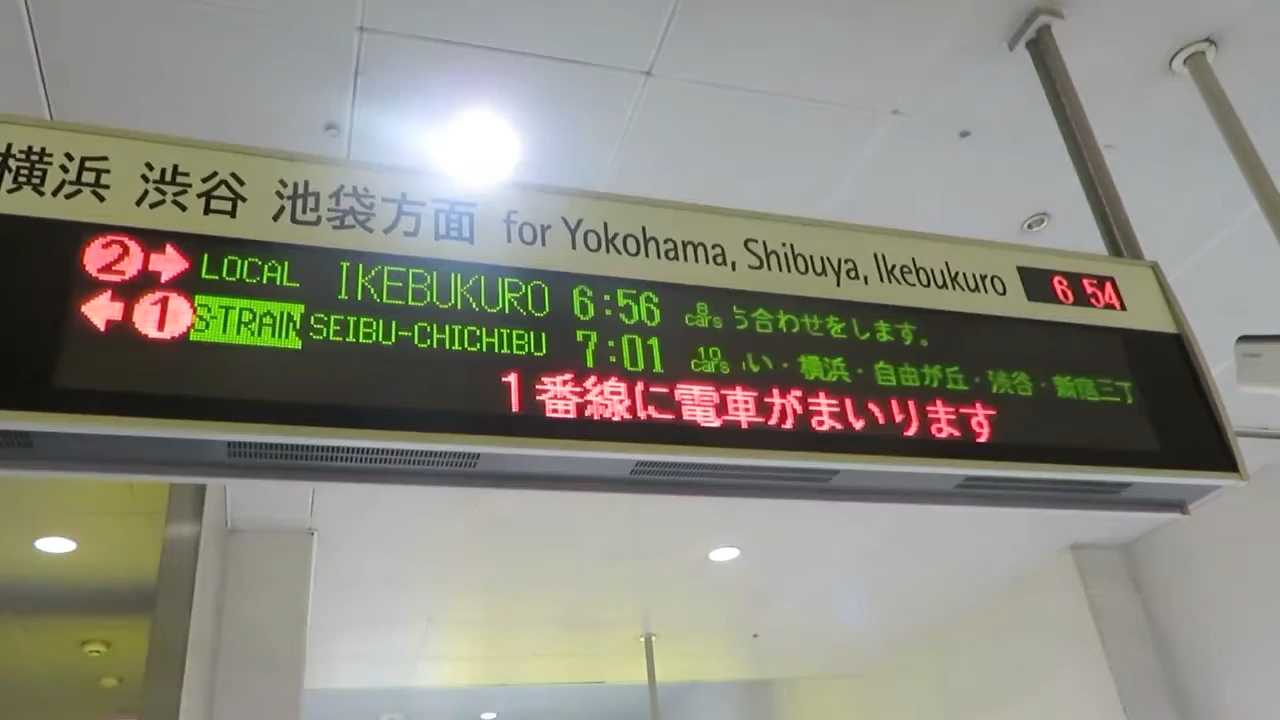 横浜 渋谷 池袋方面 for Yokohama, Shibuya, Ikebukuro 6 54
2 → LOCAL IKEBUKURO 6:56 8 cars 合わせをします。
← 1 S-TRAIN SEIBU-CHICHIBU 7:01 10 cars い・横浜・自由が丘・渋谷・新宿三丁
1番線に電車がまいります